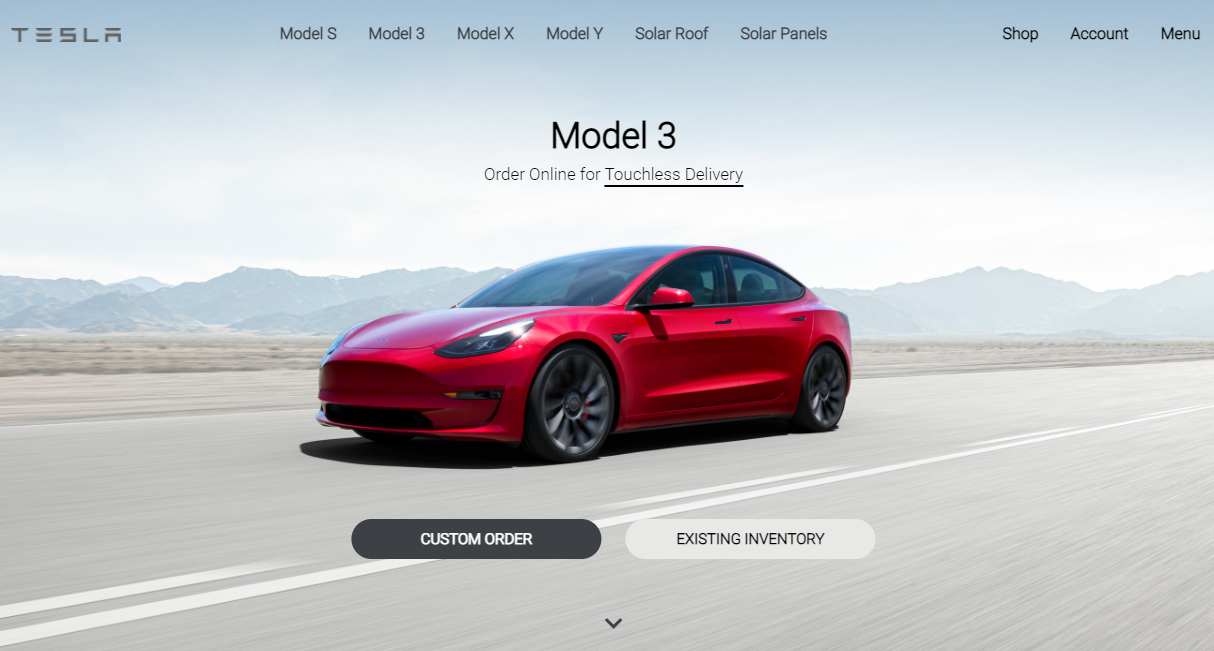 TESLA
Model S Model 3 Model X Model Y Solar Roof Solar Panels
Shop Account Menu
Model 3
Order Online for Touchless Delivery
CUSTOM ORDER
EXISTING INVENTORY